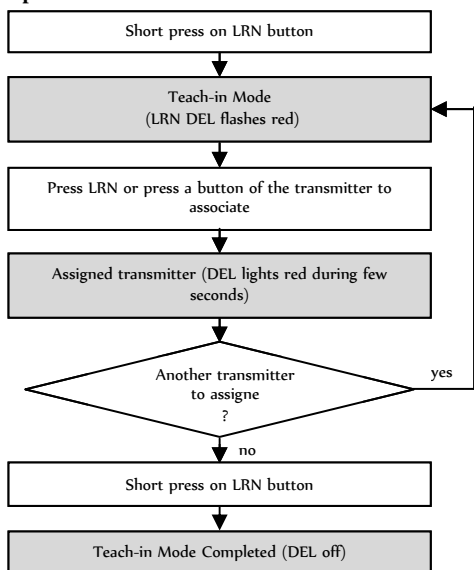 Short press on LRN button
Teach-in Mode
(LRN DEL flashes red)
Press LRN or press a button of the transmitter to
associate
Assigned transmitter (DEL lights red during few
seconds)
Another transmitter
to assigne
?
yes
no
Short press on LRN button
Teach-in Mode Completed (DEL off)